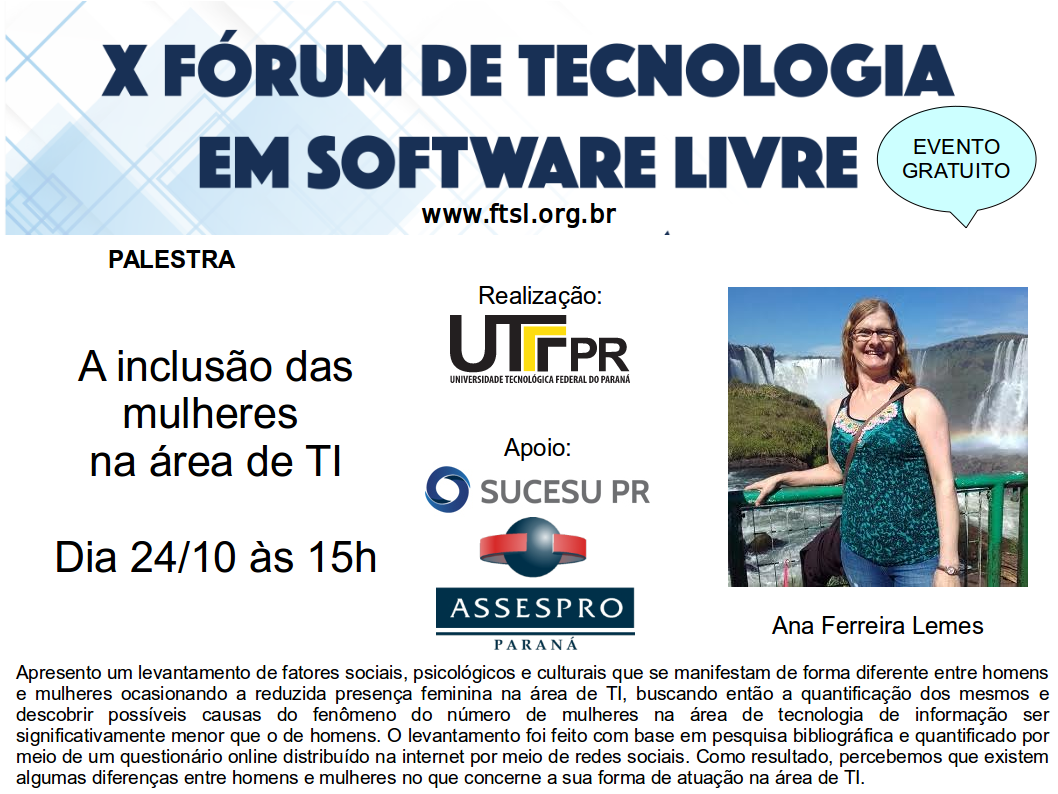 X FÓRUM DE TECNOLOGIA
EM SOFTWARE LIVRE
EVENTO
GRATUITO
www.ftsl.org.br
PALESTRA
A inclusão das
mulheres
na área de TI
Dia 24/10 às 15h
Realização:
UTFPR
UNIVERSIDADE TECNOLÓGICA FEDERAL DO PARANÁ
Apoio:
SUCESU PR
ASSESPRO
PARANÁ
Ana Ferreira Lemes
Apresento um levantamento de fatores sociais, psicológicos e culturais que se manifestam de forma diferente entre homens
e mulheres ocasionando a reduzida presença feminina na área de TI, buscando então a quantificação dos mesmos e
descobrir possíveis causas do fenômeno do número de mulheres na área de tecnologia de informação ser
significativamente menor que o de homens. O levantamento foi feito com base em pesquisa bibliográfica e quantificado por
meio de um questionário online distribuído na internet por meio de redes sociais. Como resultado, percebemos que existem
algumas diferenças entre homens e mulheres no que concerne a sua forma de atuação na área de TI.